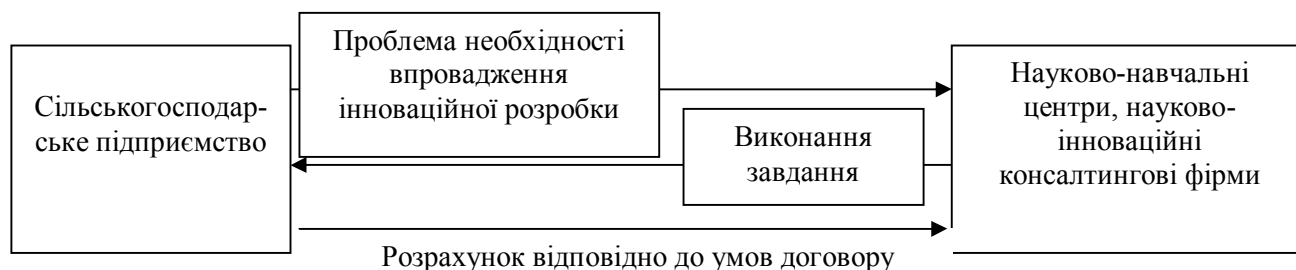 Сільськогосподар-
ське підприємство
Проблема необхідності
впровадження
інноваційної розробки
Виконання
завдання
Науково-навчальні
центри, науково-
інноваційні
консалтингові фірми
Розрахунок відповідно до умов договору